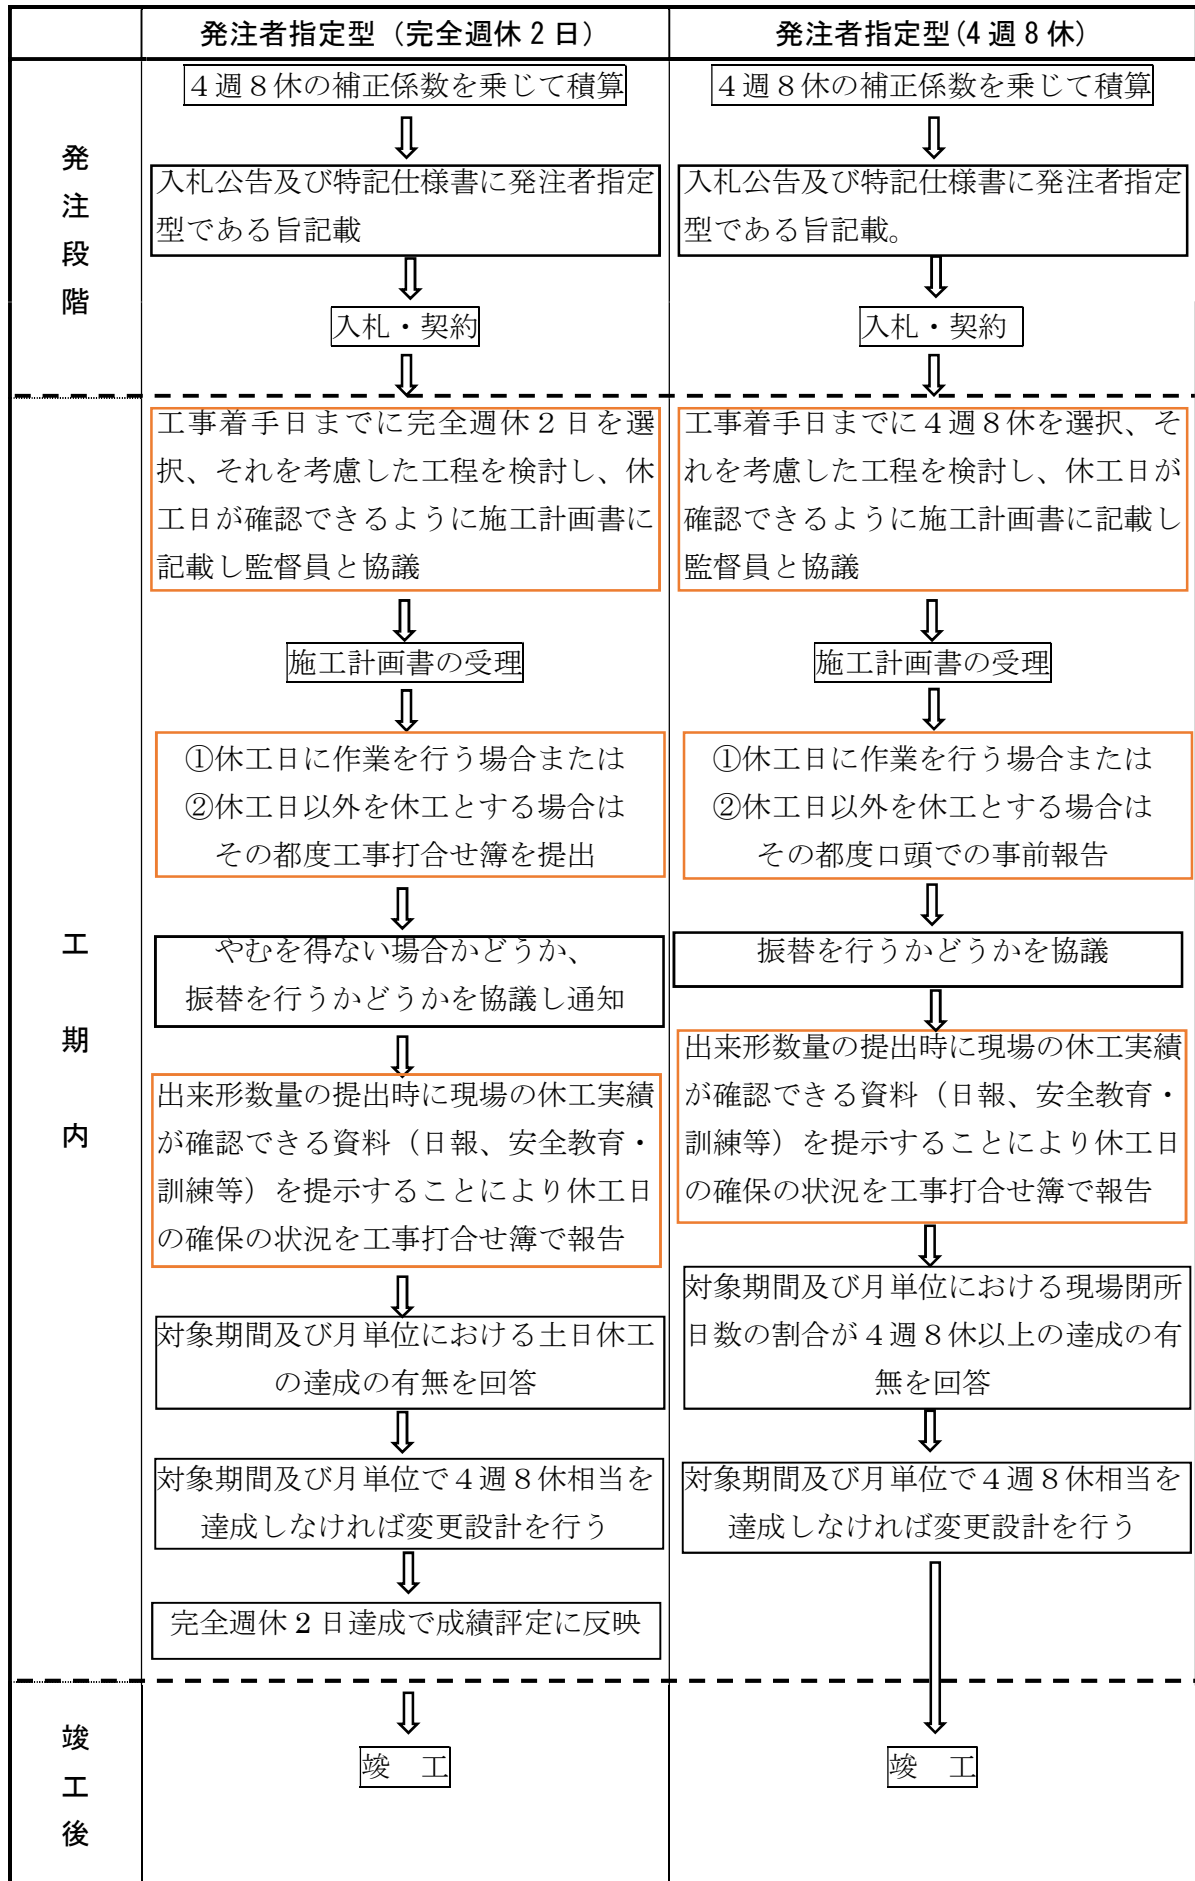 発注者指定型（完全週休２日）
発注者指定型(４週８休)
発注段階
４週８休の補正係数を乗じて積算
入札公告及び特記仕様書に発注者指定
型である旨記載
入札・契約
４週８休の補正係数を乗じて積算
入札公告及び特記仕様書に発注者指定
型である旨記載。
入札・契約
工期内
工事着手日までに完全週休２日を選
択、それを考慮した工程を検討し、休
工日が確認できるように施工計画書に
記載し監督員と協議
施工計画書の受理
①休工日に作業を行う場合または
②休工日以外を休工とする場合は
その都度工事打合せ簿を提出
やむを得ない場合かどうか、
振替を行うかどうかを協議し通知
出来形数量の提出時に現場の休工実績
が確認できる資料（日報、安全教育・
訓練等）を提示することにより休工日
の確保の状況を工事打合せ簿で報告
対象期間及び月単位における土日休工
の達成の有無を回答
対象期間及び月単位で４週８休相当を
達成しなければ変更設計を行う
完全週休２日達成で成績評定に反映
工事着手日までに４週８休を選択、そ
れを考慮した工程を検討し、休工日が
確認できるように施工計画書に記載し
監督員と協議
施工計画書の受理
①休工日に作業を行う場合または
②休工日以外を休工とする場合は
その都度口頭での事前報告
振替を行うかどうかを協議
出来形数量の提出時に現場の休工実績
が確認できる資料（日報、安全教育・
訓練等）を提示することにより休工日
の確保の状況を工事打合せ簿で報告
対象期間及び月単位における現場閉所
日数の割合が４週８休以上の達成の有
無を回答
対象期間及び月単位で４週８休相当を
達成しなければ変更設計を行う
竣工後
竣　工
竣　工